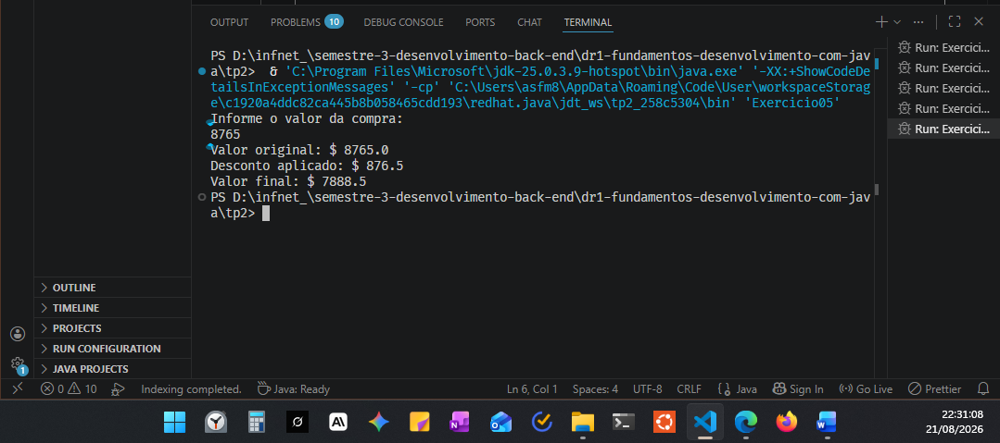 OUTPUT
PROBLEMS 10
DEBUG CONSOLE
PORTS
CHAT
TERMINAL
PS D:\infnet_\semestre-3-desenvolvimento-back-end\dr1-fundamentos-desenvolvimento-com-jav
a\tp2>  & 'C:\Program Files\Microsoft\jdk-25.0.3.9-hotspot\bin\java.exe' '-XX:+ShowCodeDe
tailsInExceptionMessages' '-cp' 'C:\Users\asfm8\AppData\Roaming\Code\User\workspaceStorag
e\c1920a4ddc82ca445b8b058465cdd193\redhat.java\jdt_ws\tp2_258c5304\bin' 'Exercicio05'
Informe o valor da compra:
8765
Valor original: $ 8765.0
Desconto aplicado: $ 876.5
Valor final: $ 7888.5
PS D:\infnet_\semestre-3-desenvolvimento-back-end\dr1-fundamentos-desenvolvimento-com-jav
a\tp2>
Run: Exercici...
Run: Exercici...
Run: Exercici...
Run: Exercici...
Run: Exercici...
OUTLINE
TIMELINE
PROJECTS
RUN CONFIGURATION
JAVA PROJECTS
1
0 10
Indexing completed.
Java: Ready
Ln 6, Col 1
Spaces: 4
UTF-8
CRLF
{} Java
Sign In
Go Live
Prettier
22:31:08
21/08/2026